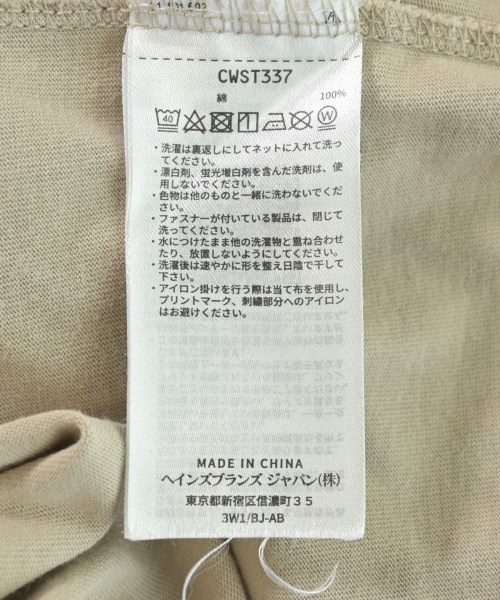 CWST337
綿 100%
40 W
・洗濯は裏返しにしてネットに入れて洗っ
てください。
・漂白剤、蛍光増白剤を含んだ洗剤は、使
用しないでください。
・色物は他のものと一緒に洗わないでくだ
さい。
・ファスナーが付いている製品は、閉じて
洗ってください。
・水につけたまま他の洗濯物と重ね合わせ
たり、放置しないようにしてください。
・洗濯後は速やかに形を整え日陰で干して
下さい。
・アイロン掛けを行う際は当て布を使用し、
プリントマーク、刺繍部分へのアイロン
はお避けください。
MADE IN CHINA
ヘインズブランズ ジャパン(株)
東京都新宿区信濃町35
3W1/BJ-AB